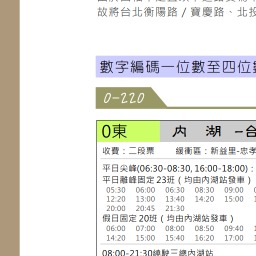 故將台北衡陽路/寶慶路、北投
數字編碼一位數至四位數
0-220
0東 內 湖 –台
收費：二段票 緩衝區：新益里-忠孝
平日尖峰(06:30-08:30, 16:00-18:00)：
平日離峰固定23班（均由內湖站發車）
05:30 06:00 06:30 08:30 09:00
12:20 13:00 13:40 14:20 15:00
20:00 20:45 21:30
假日固定20班（均由內湖站發車）
06:00 07:00 08:00 08:50 09:40
14:20 15:00 15:40 16:20 17:00
08:00-21:30繞駛三總內湖站